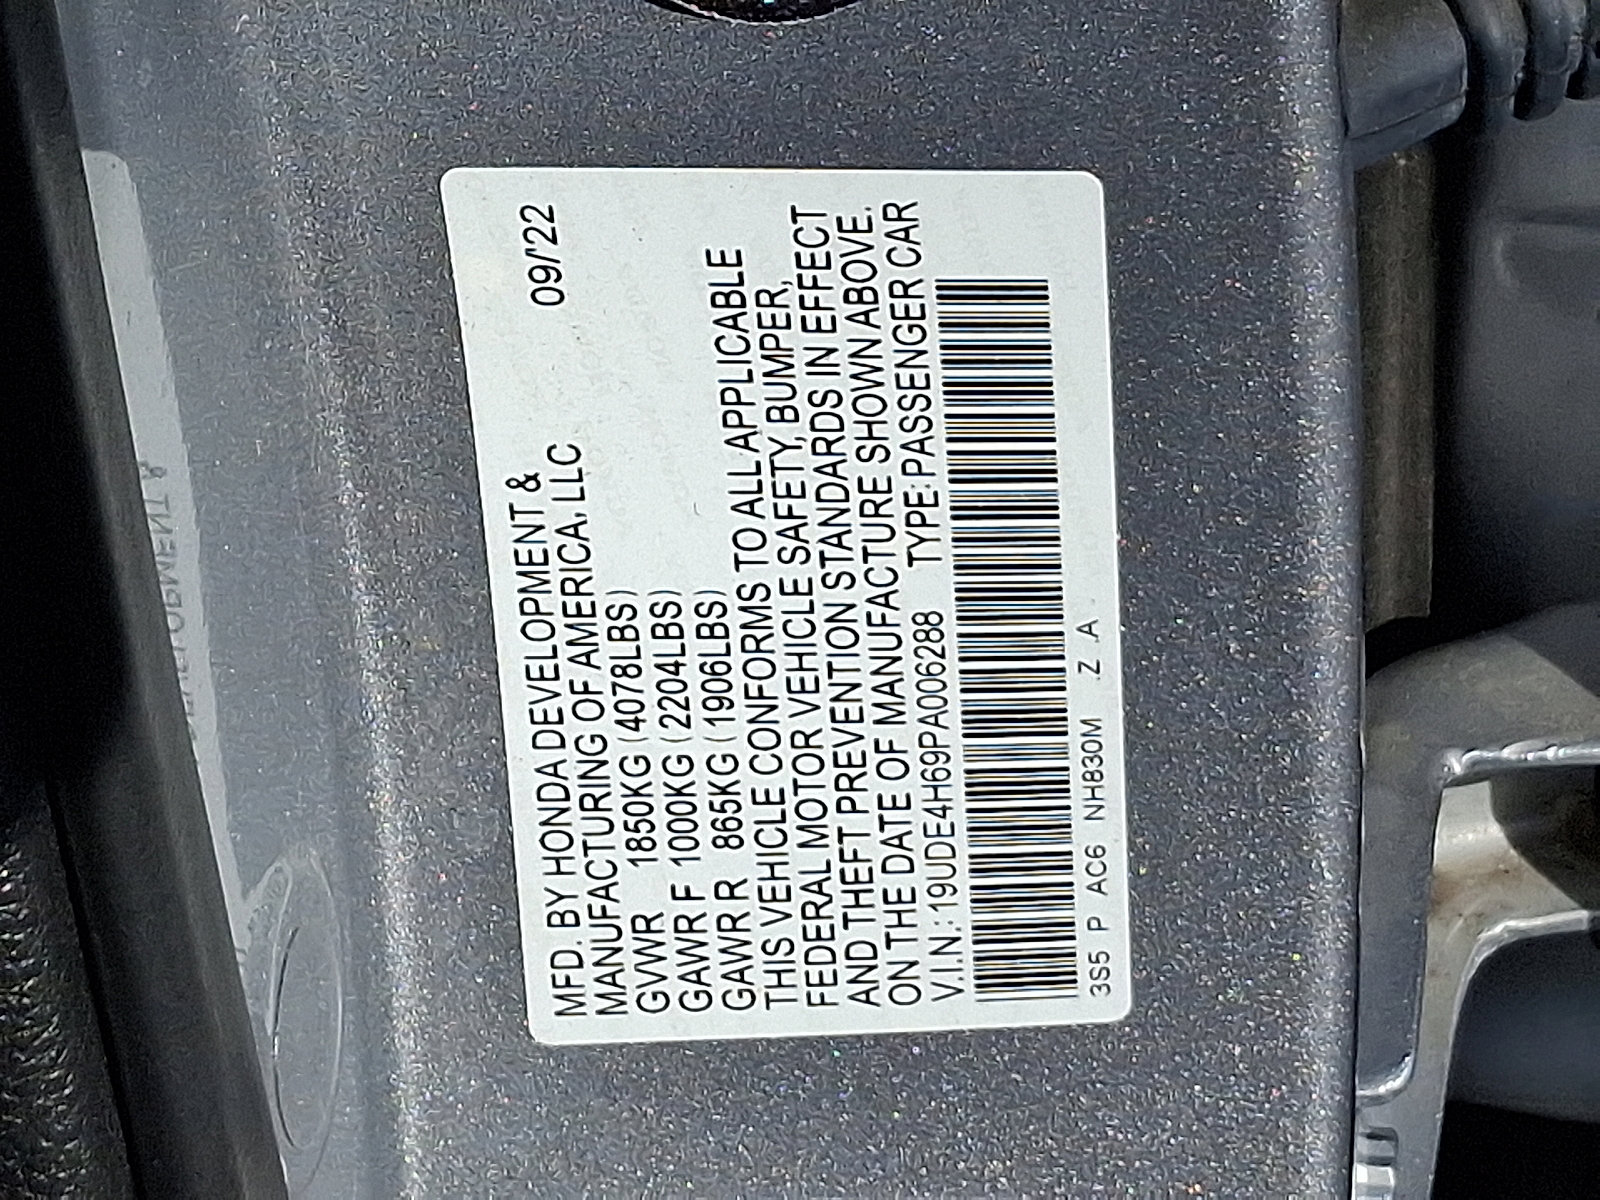 MFD. BY HONDA DEVELOPMENT & 09/'22
MANUFACTURING OF AMERICA, LLC
GVWR 1850KG (4078LBS)
GAWR F 1000KG (2204LBS)
GAWR R 865KG (1906LBS)
THIS VEHICLE CONFORMS TO ALL APPLICABLE
FEDERAL MOTOR VEHICLE SAFETY, BUMPER,
AND THEFT PREVENTION STANDARDS IN EFFECT
ON THE DATE OF MANUFACTURE SHOWN ABOVE.
V.I.N.: 19UDE4H69PA006288 TYPE: PASSENGER CAR
3S5 P AC6 NH830M Z A